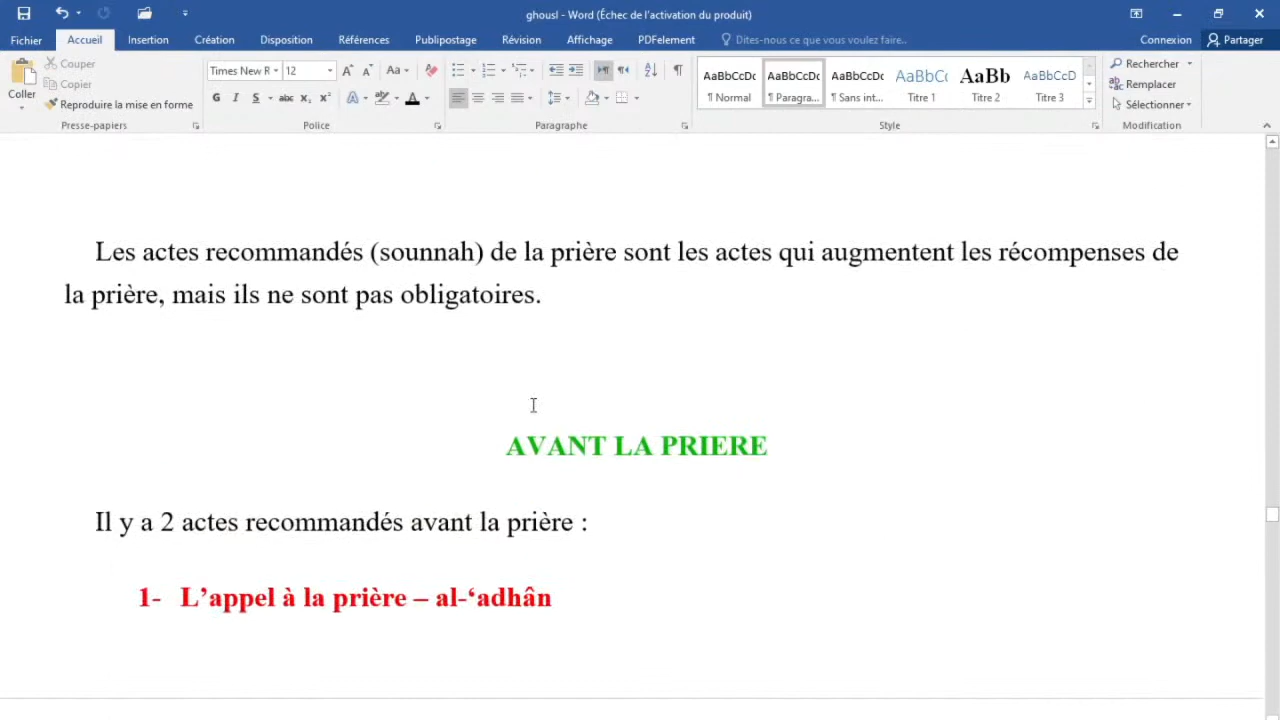 ghousl - Word (Échec de l'activation du produit)
Fichier Accueil Insertion Création Disposition Références Publipostage Révision Affichage PDFelement Dites-nous ce que vous voulez faire... Connexion Partager
Coller
Couper
Copier
Reproduire la mise en forme
Presse-papiers
Times New R 12
G I S abc X₂ X²
Police
Paragraphe
AaBbCcDc AaBbCcDc AaBbCcDc AaBbCc AaBb AaBbCcD
¶ Normal ¶ Paragra... ¶ Sans int... Titre 1 Titre 2 Titre 3
Style
Rechercher
Remplacer
Sélectionner
Modification
Les actes recommandés (sounnah) de la prière sont les actes qui augmentent les récompenses de
la prière, mais ils ne sont pas obligatoires.
AVANT LA PRIERE
Il y a 2 actes recommandés avant la prière :
1- L’appel à la prière – al-‘adhân